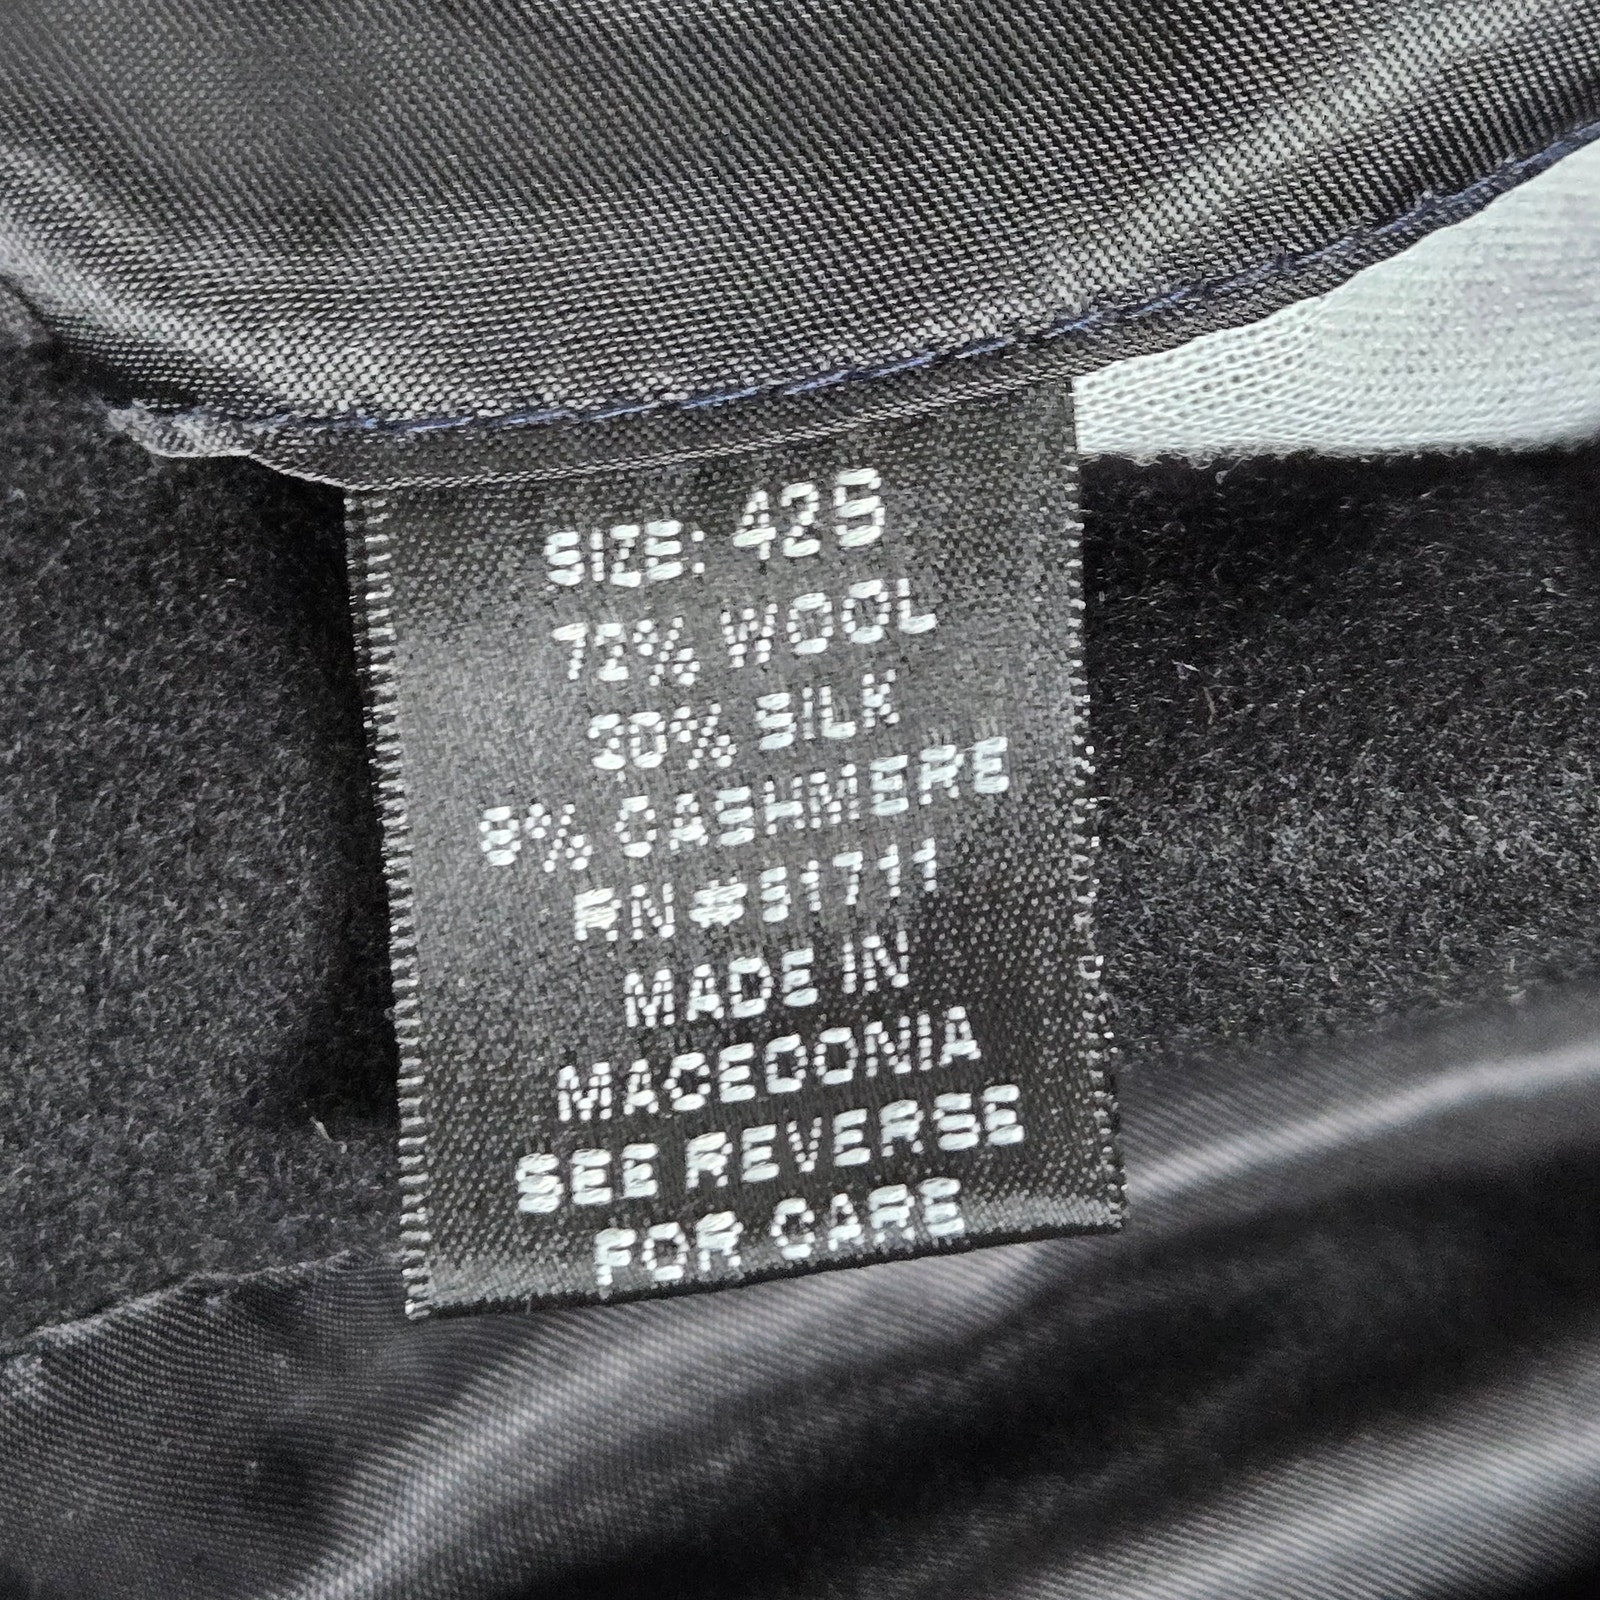 SIZE: 42S
72% WOOL
20% SILK
8% CASHMERE
RN#51711
MADE IN
MACEDONIA
SEE REVERSE
FOR CARE